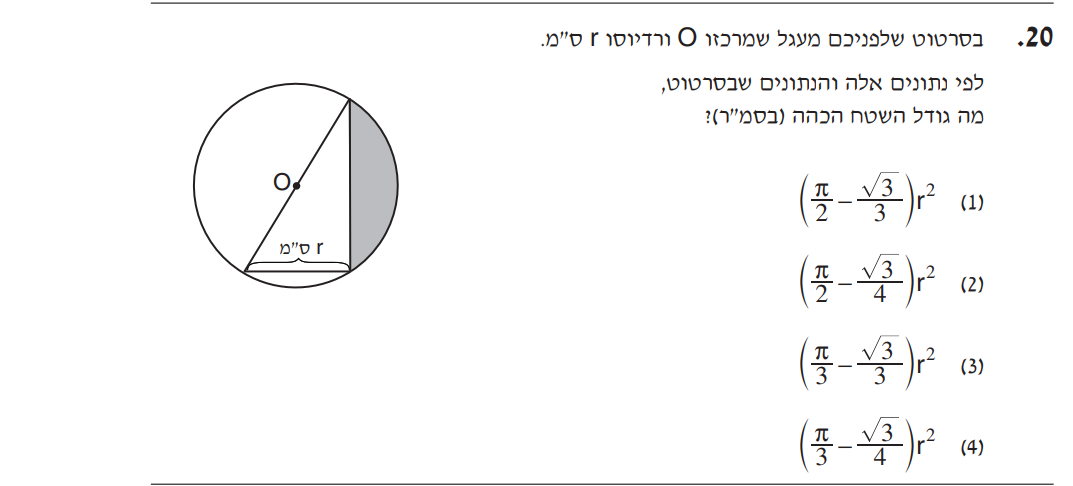 20. בסרטוט שלפניכם מעגל שמרכזו O ורדיוסו r ס"מ.
לפי נתונים אלה והנתונים שבסרטוט,
מה גודל השטח הכהה (בסמ"ר)?
(1) (π/2 − √3/3)r²
(2) (π/2 − √3/4)r²
(3) (π/3 − √3/3)r²
(4) (π/3 − √3/4)r²
O
r ס"מ